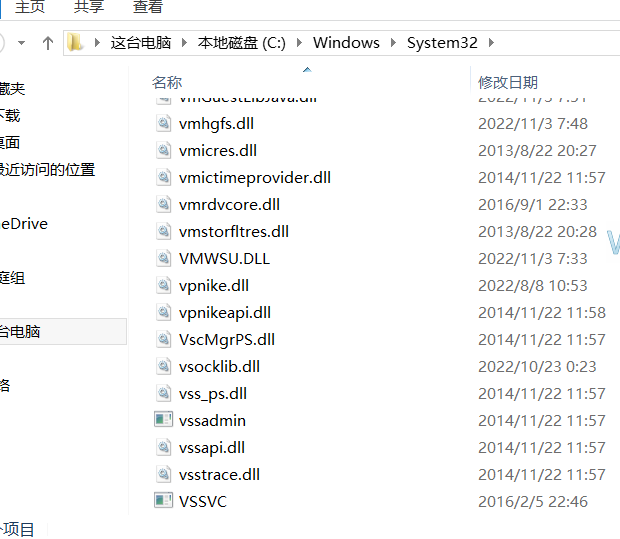 主页 共享 查看
这台电脑 本地磁盘 (C:) Windows System32
名称 修改日期
藏夹
下载
桌面
最近访问的位置
eDrive
庭组
台电脑
络
vmGuestLibJava.dll 2022/11/3 7:51
vmhgfs.dll 2022/11/3 7:48
vmicres.dll 2013/8/22 20:27
vmictimeprovider.dll 2014/11/22 11:57
vmrdvcore.dll 2016/9/1 22:33
vmstorfltres.dll 2013/8/22 20:28
VMWSU.DLL 2022/11/3 7:33
vpnike.dll 2022/8/8 10:53
vpnikeapi.dll 2014/11/22 11:58
VscMgrPS.dll 2014/11/22 11:57
vsocklib.dll 2022/10/23 0:23
vss_ps.dll 2014/11/22 11:57
vssadmin 2014/11/22 11:57
vssapi.dll 2014/11/22 11:57
vsstrace.dll 2014/11/22 11:57
VSSVC 2016/2/5 22:46
个项目